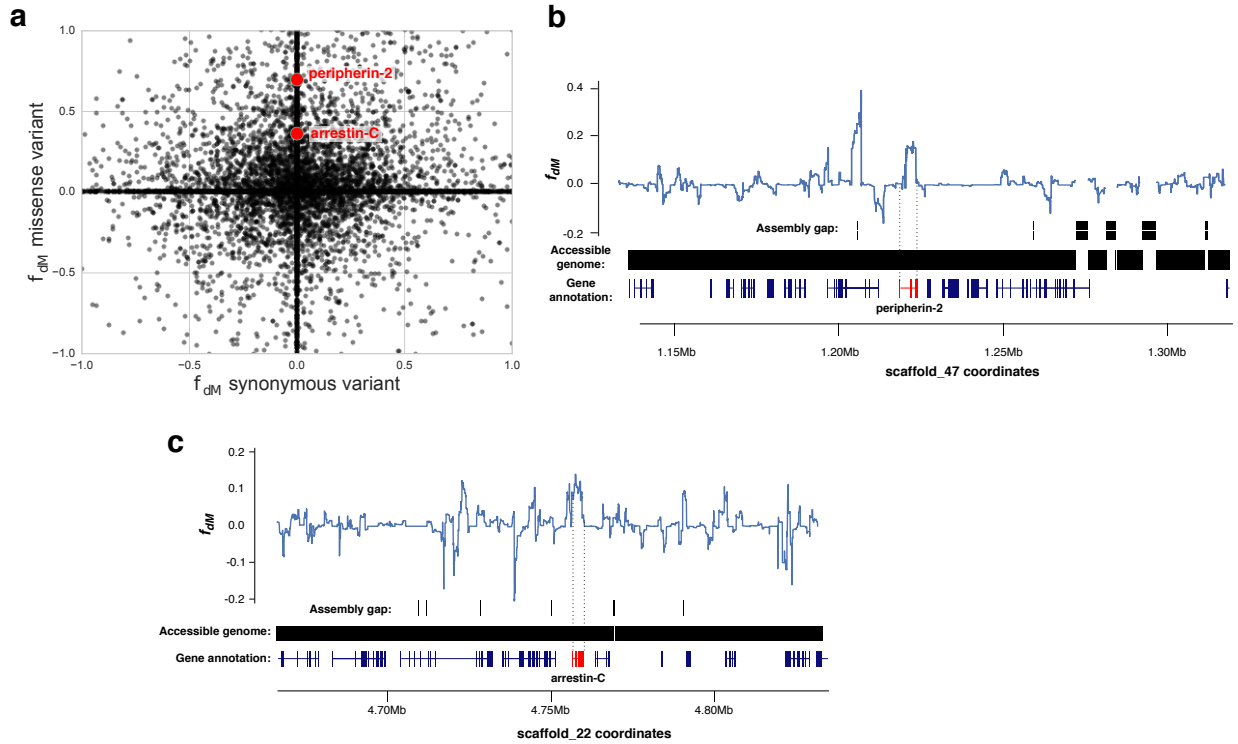 a
1.0
0.5
0.0
−0.5
−1.0
−1.0
−0.5
0.0
0.5
1.0
f dM missense variant
f dM synonymous variant
peripherin-2
arrestin-C
b
0.4
0.2
0.0
-0.2
fdM
Assembly gap:
Accessible
genome:
Gene
annotation:
peripherin-2
1.15Mb
1.20Mb
1.25Mb
1.30Mb
scaffold_47 coordinates
c
0.2
0.1
0.0
-0.1
-0.2
fdM
Assembly gap:
Accessible genome:
Gene annotation:
arrestin-C
4.70Mb
4.75Mb
4.80Mb
scaffold_22 coordinates